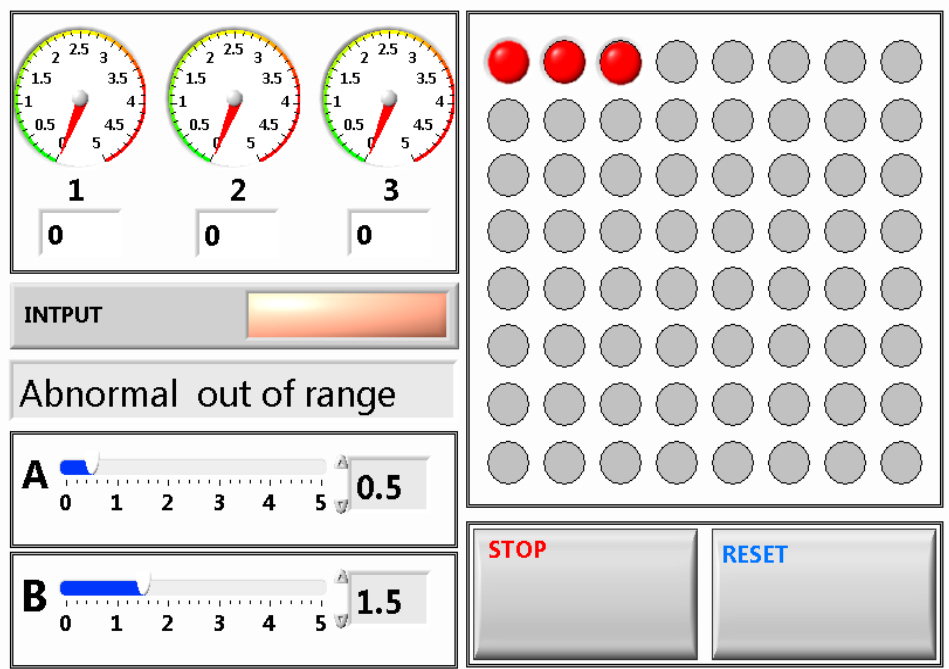 2.5 2.5 2.5
2 3 2 3 2 3
1.5 3.5 1.5 3.5 1.5 3.5
1 4 1 4 1 4
0.5 4.5 0.5 4.5 0.5 4.5
0 5 0 5 0 5
1 2 3
0 0 0
INTPUT
Abnormal out of range
A
0 1 2 3 4 5
0.5
B
0 1 2 3 4 5
1.5
STOP
RESET